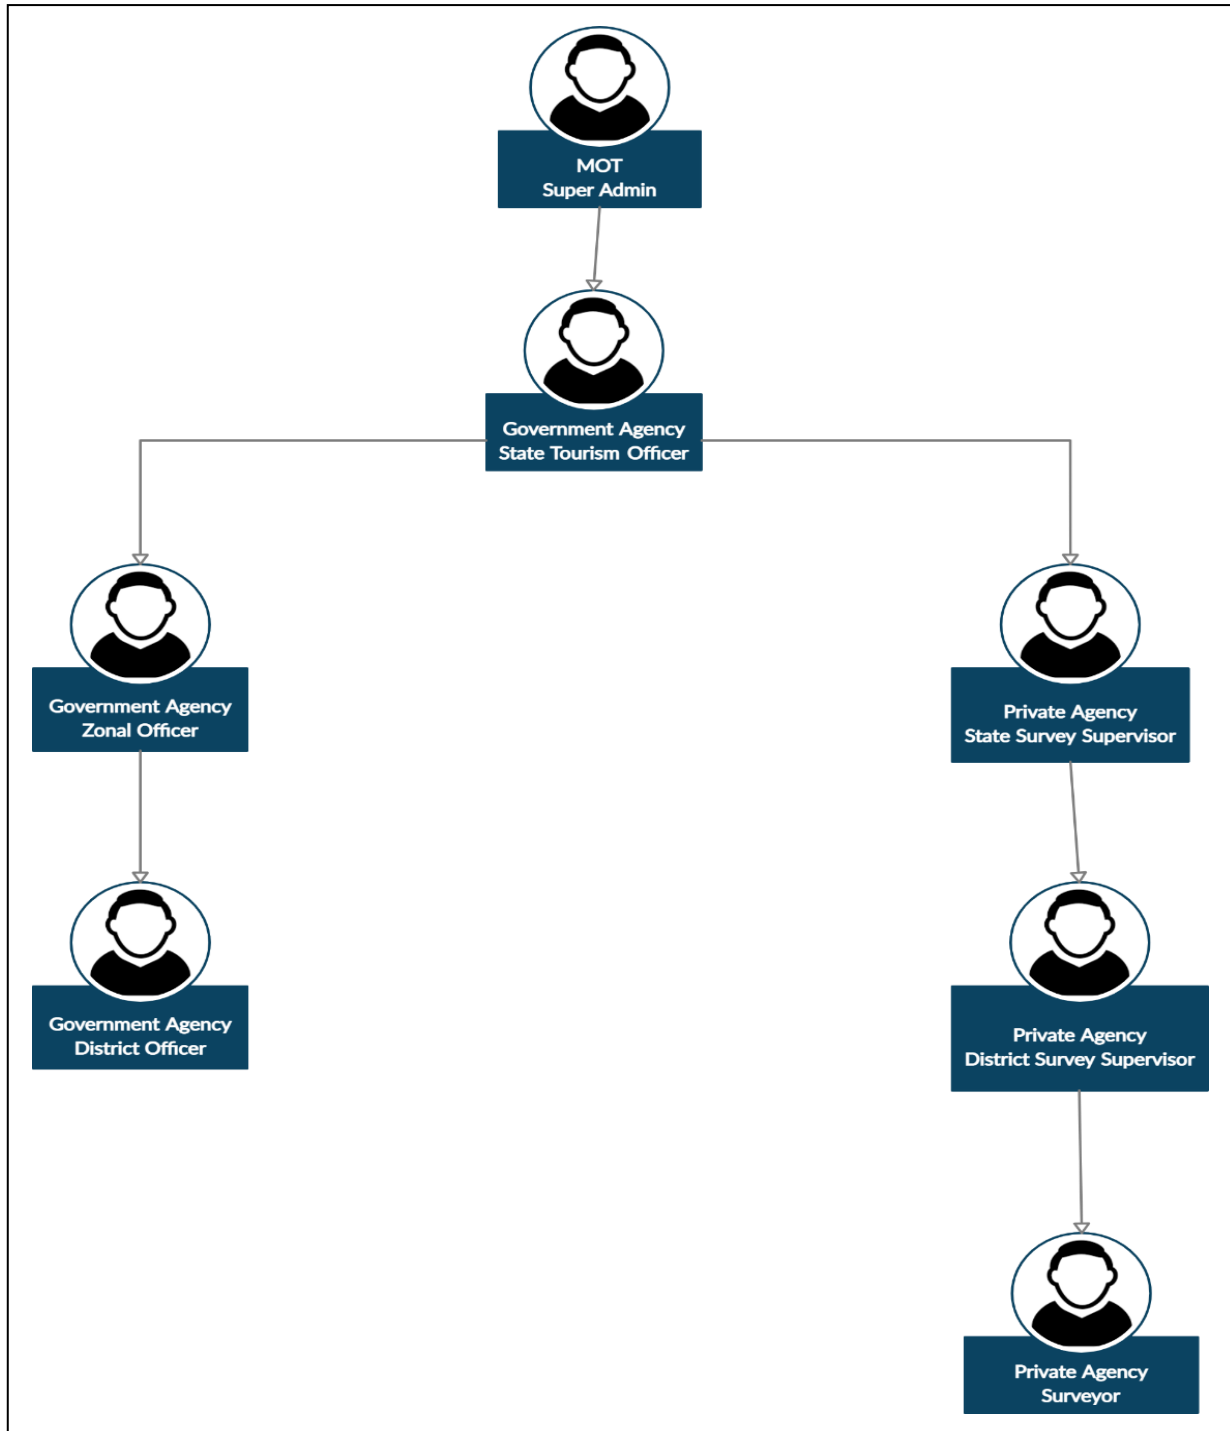 MOT
Super Admin
Government Agency
State Tourism Officer
Government Agency
Zonal Officer
Private Agency
State Survey Supervisor
Government Agency
District Officer
Private Agency
District Survey Supervisor
Private Agency
Surveyor